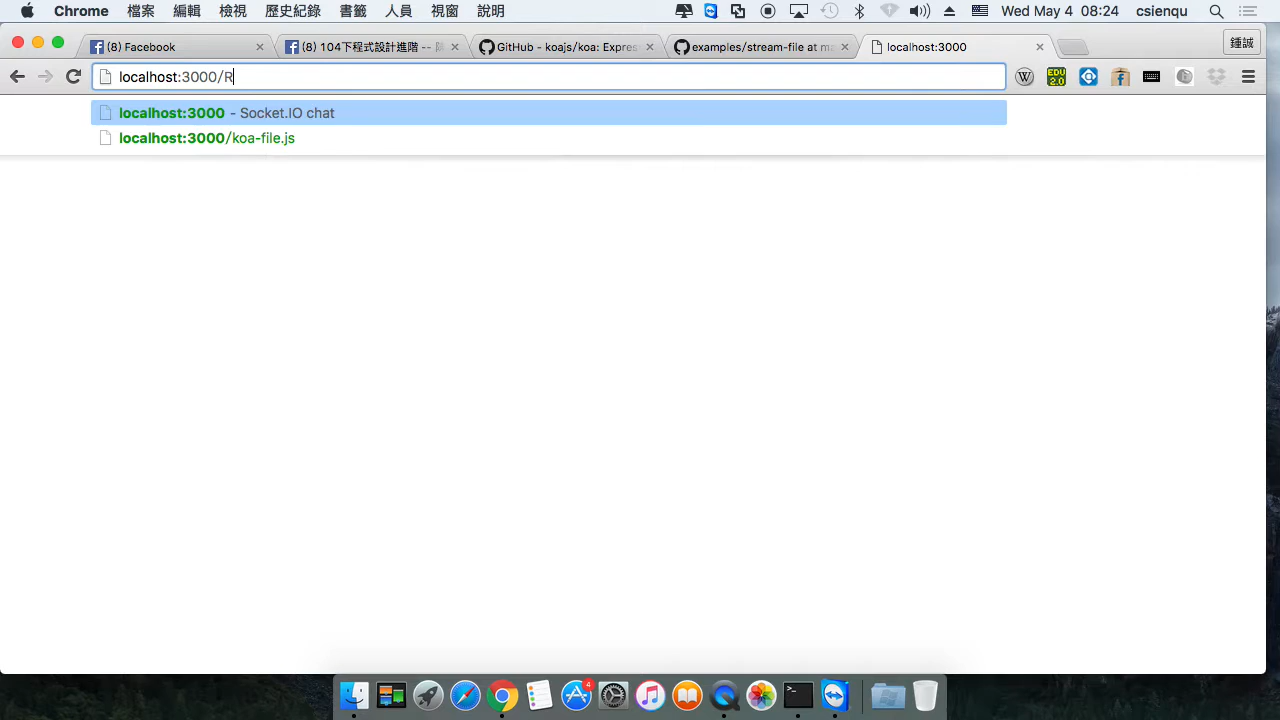 Chrome 檔案 編輯 檢視 歷史紀錄 書籤 人員 視窗 說明 Wed May 4 08:24 csienqu
(8) Facebook
(8) 104下程式設計進階 --
GitHub - koajs/koa: Expres
examples/stream-file at ma
localhost:3000
鍾誠
localhost:3000/R
W
EDU 2.0
localhost:3000 - Socket.IO chat
localhost:3000/koa-file.js
4